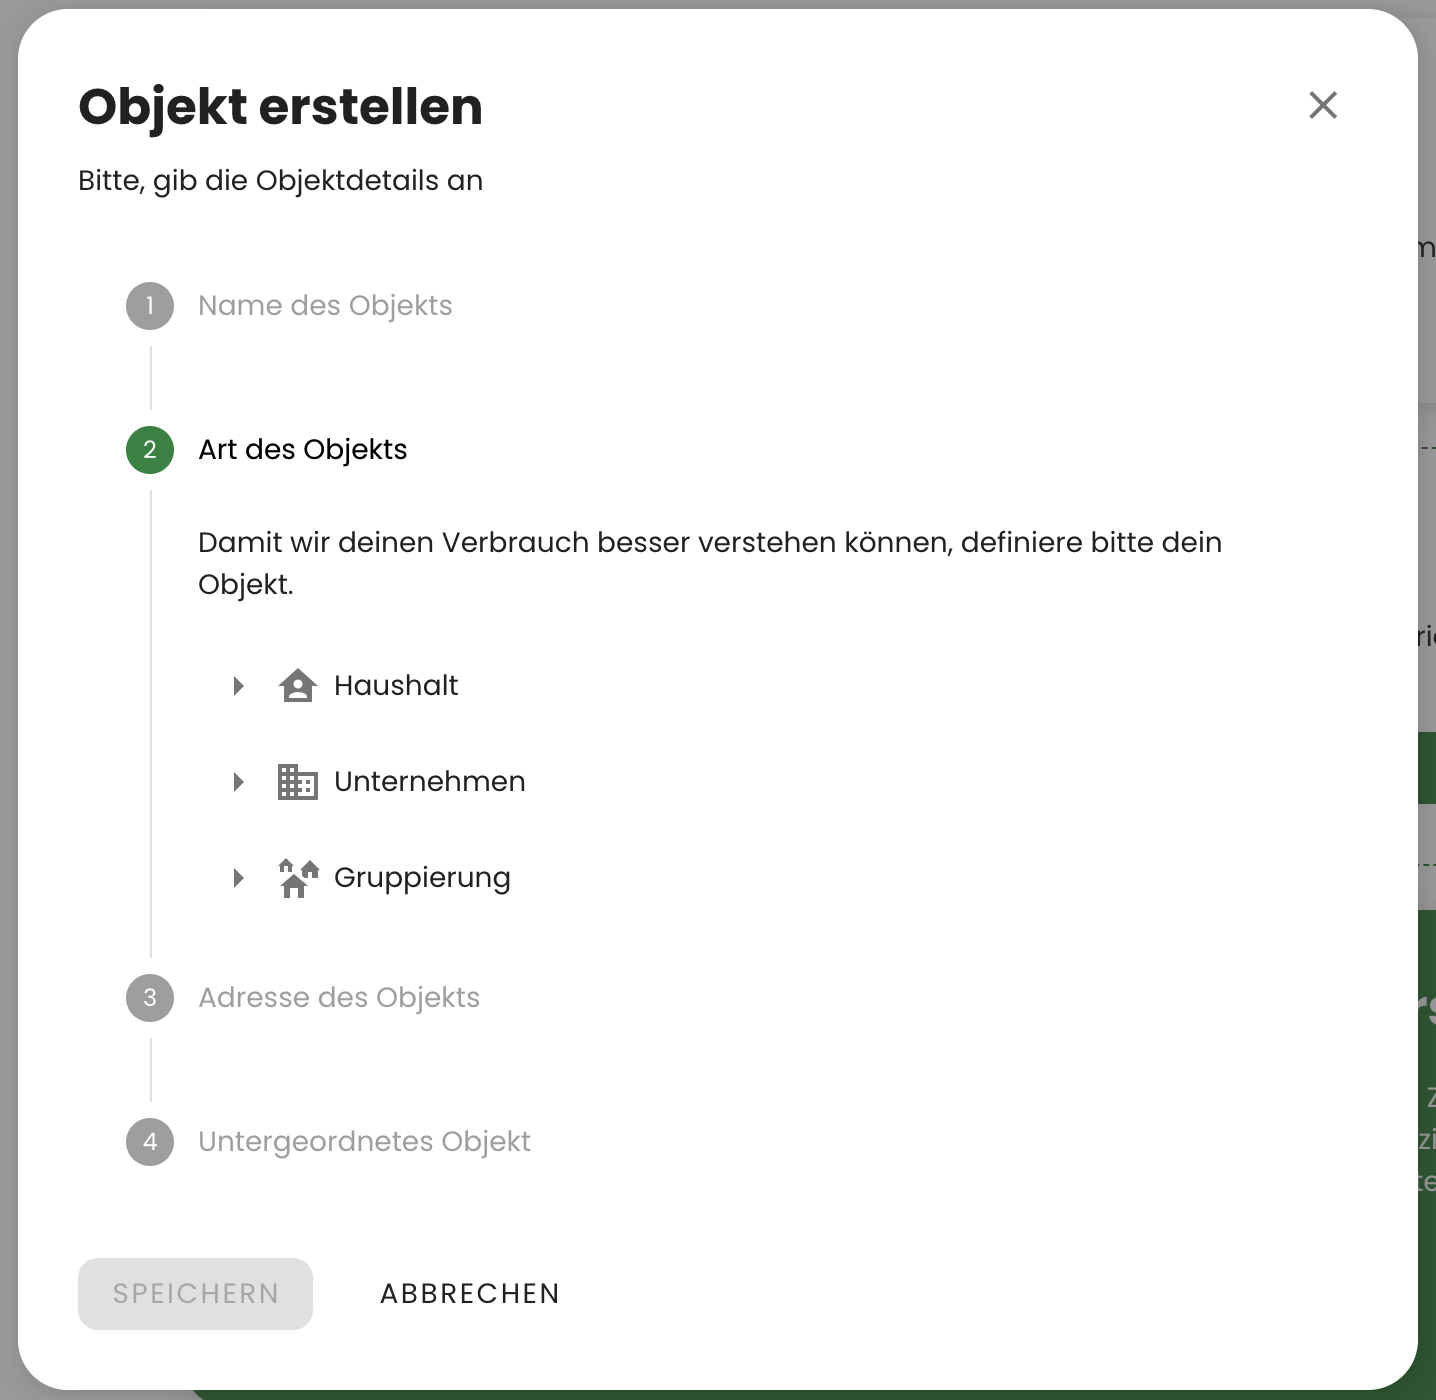 Objekt erstellen
Bitte, gib die Objektdetails an
1 Name des Objekts
2 Art des Objekts
Damit wir deinen Verbrauch besser verstehen können, definiere bitte dein
Objekt.
Haushalt
Unternehmen
Gruppierung
3 Adresse des Objekts
4 Untergeordnetes Objekt
SPEICHERN ABBRECHEN